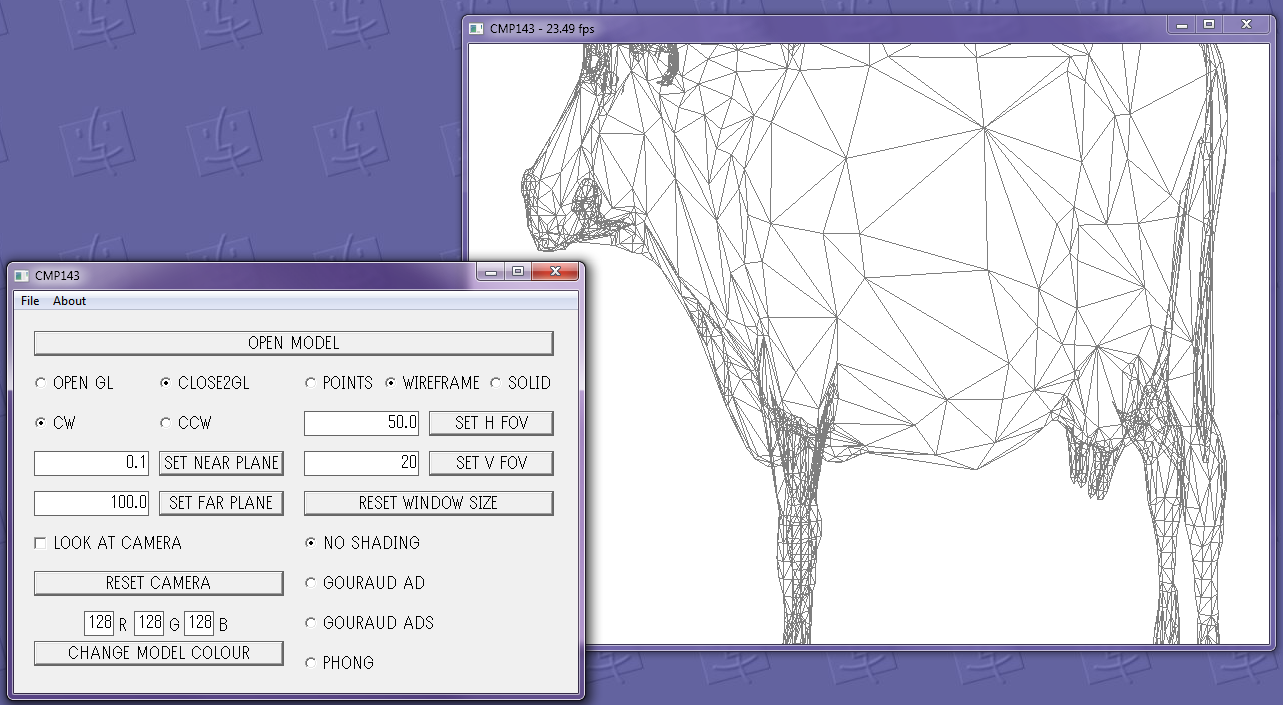 CMP143 - 23.49 fps
CMP143
File About
OPEN MODEL
OPEN GL CLOSE2GL POINTS WIREFRAME SOLID
CW CCW 50.0 SET H FOV
0.1 SET NEAR PLANE 20 SET V FOV
100.0 SET FAR PLANE RESET WINDOW SIZE
LOOK AT CAMERA NO SHADING
RESET CAMERA GOURAUD AD
128 R 128 G 128 B GOURAUD ADS
CHANGE MODEL COLOUR PHONG